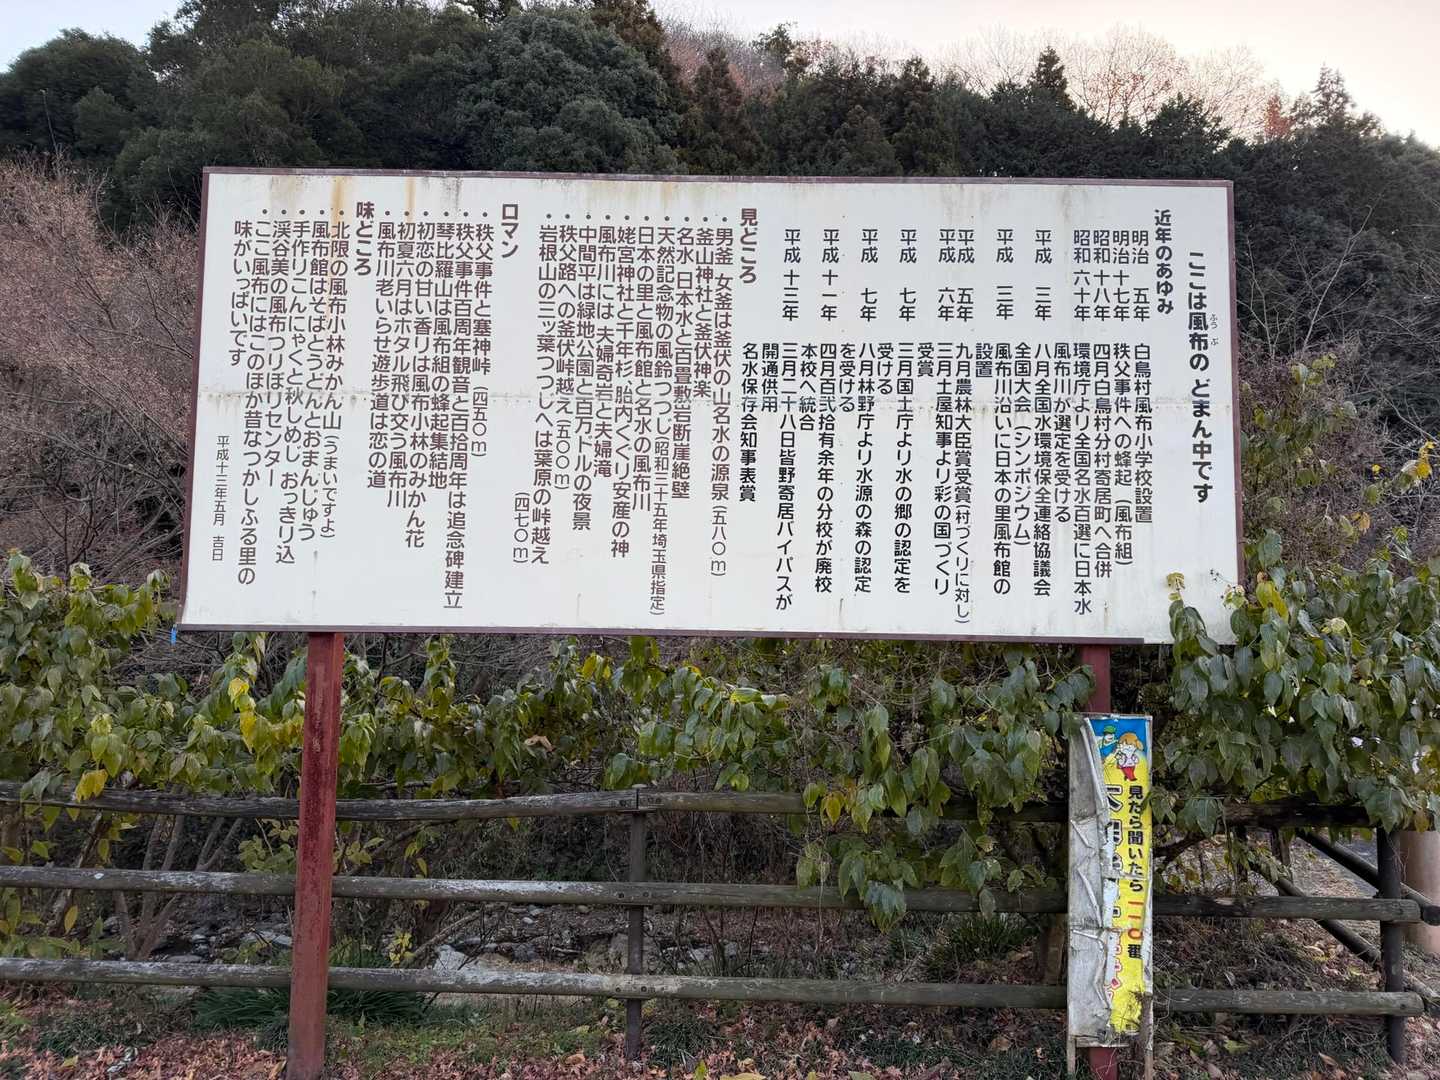 ここは風布の どまん中です
ふうぷ
近年のあゆみ
明治 五年 白鳥村風布小学校設置
明治 十七年 秩父事件への蜂起(風布組)
昭和 十八年 四月白鳥村分村寄居町へ合併
昭和 六十年 環境庁より全国名水百選に日本水
風布川が選定を受ける
平成 三年 八月全国水環境保全連絡協議会
全国大会(シンポジウム)
平成 三年 風布川沿いに日本の里風布館の
設置
平成 五年 九月農林大臣賞受賞(村づくりに対し)
平成 六年 三月土屋知事より彩の国づくり
受賞
平成 七年 三月国土庁より水の郷の認定を
受ける
平成 七年 八月林野庁より水源の森の認定
を受ける
平成 十一年 四月百弐拾有余年の分校が廃校
本校へ統合
平成 十三年 三月二十八日皆野寄居バイパスが
開通供用
名水保存会知事表賞
見どころ
・男釜 女釜は釜伏の山名水の源泉(五八〇m)
・釜山神社と釜伏神楽
・名水 日本水と百畳敷岩断崖絶壁
・天然記念物の風鈴つつじ(昭和三十五年埼玉県指定)
・日本の里と風布館と名水の風布川
・姥宮神社と千年杉・胎内くぐり安産の神
・風布川には 夫婦奇岩と夫婦滝
・中間平は緑地公園と百万ドルの夜景
・秩父路への釜伏峠越え(五〇〇m)
・岩根山の三ッ葉つつじへは葉原の峠越え
(四七〇m)
ロマン
・秩父事件と塞神峠(四五〇m)
・秩父事件百周年観音と百拾周年は追念碑建立
・琴比羅山は風布組の蜂起集結地
・初恋の甘い香りは風布小林のみかん花
・初夏六月はホタル飛び交う風布川
・風布川老いらせ遊歩道は恋の道
味どころ
・北限の風布小林みかん山(うまいですよ)
・風布館はそばとうどんとおまんじゅう
・手作りこんにゃくと秋しめじ おっきり込
・渓谷美の風布つりぼりセンター
・ここ風布にはこのほか昔なつかしふる里の
味がいっぱいです
平成十三年五月 吉日
見たら聞いたら一一〇番